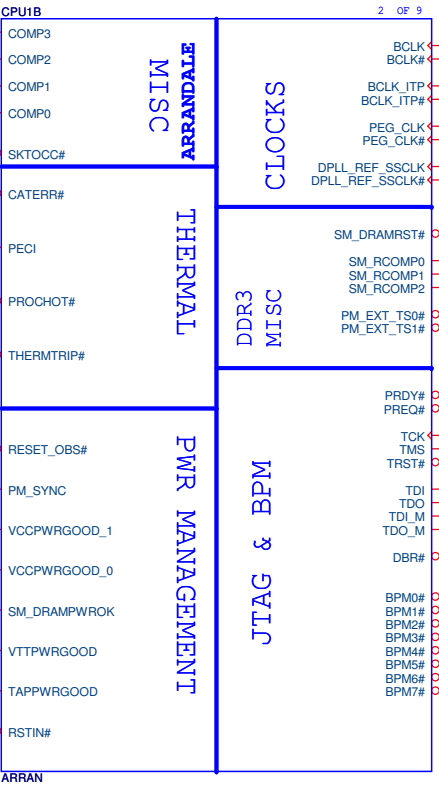 CPU1B
2 OF 9
COMP3
COMP2
COMP1
COMP0
SKTOCC#
MISC
ARRANDALE
CATERR#
PECI
PROCHOT#
THERMTRIP#
THERMAL
RESET_OBS#
PM_SYNC
VCCPWRGOOD_1
VCCPWRGOOD_0
SM_DRAMPWROK
VTTPWRGOOD
TAPPWRGOOD
RSTIN#
PWR MANAGEMENT
CLOCKS
BCLK
BCLK#
BCLK_ITP
BCLK_ITP#
PEG_CLK
PEG_CLK#
DPLL_REF_SSCLK
DPLL_REF_SSCLK#
DDR3
MISC
SM_DRAMRST#
SM_RCOMP0
SM_RCOMP1
SM_RCOMP2
PM_EXT_TS0#
PM_EXT_TS1#
JTAG & BPM
PRDY#
PREQ#
TCK
TMS
TRST#
TDI
TDO
TDI_M
TDO_M
DBR#
BPM0#
BPM1#
BPM2#
BPM3#
BPM4#
BPM5#
BPM6#
BPM7#
ARRAN